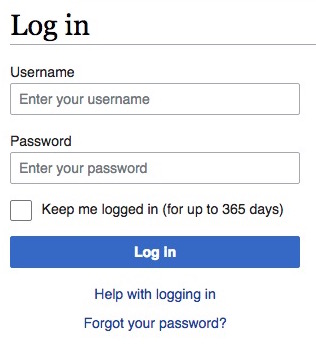 Log in
Username
Enter your username
Password
Enter your password
Keep me logged in (for up to 365 days)
Log In
Help with logging in
Forgot your password?